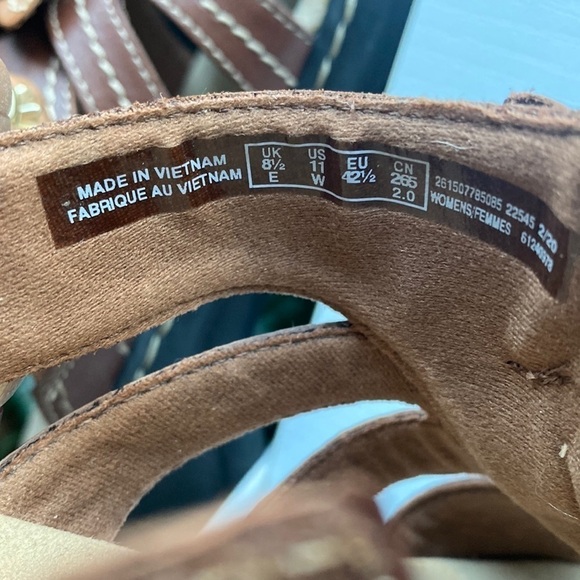 MADE IN VIETNAM
FABRIQUE AU VIETNAM
UK US EU CN
8½ 11 42½ 265
E W 2.0
261507785085 22545 2/20
WOMENS/FEMMES